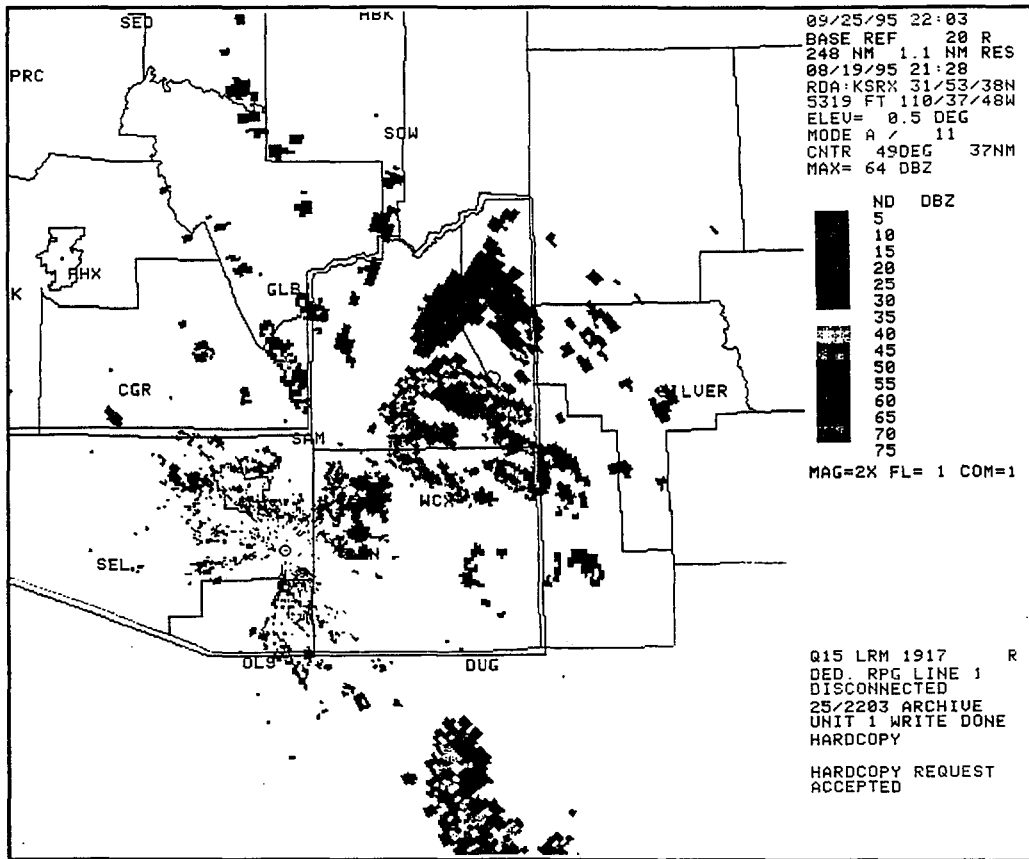 SED
MBK
PRC
SOW
PHX
K
GLB
CGR
SAM
SILVER
WCX
SEL
DLS
DUG
09/25/95 22:03
BASE REF 20 R
248 NM 1.1 NM RES
08/19/95 21:28
RDA:KSRX 31/53/38N
5319 FT 110/37/48W
ELEV= 0.5 DEG
MODE A / 11
CNTR 49DEG 37NM
MAX= 64 DBZ
ND DBZ
5
10
15
20
25
30
35
40
45
50
55
60
65
70
75
MAG=2X FL= 1 COM=1
Q15 LRM 1917 R
DED. RPG LINE 1
DISCONNECTED
25/2203 ARCHIVE
UNIT 1 WRITE DONE
HARDCOPY
HARDCOPY REQUEST
ACCEPTED